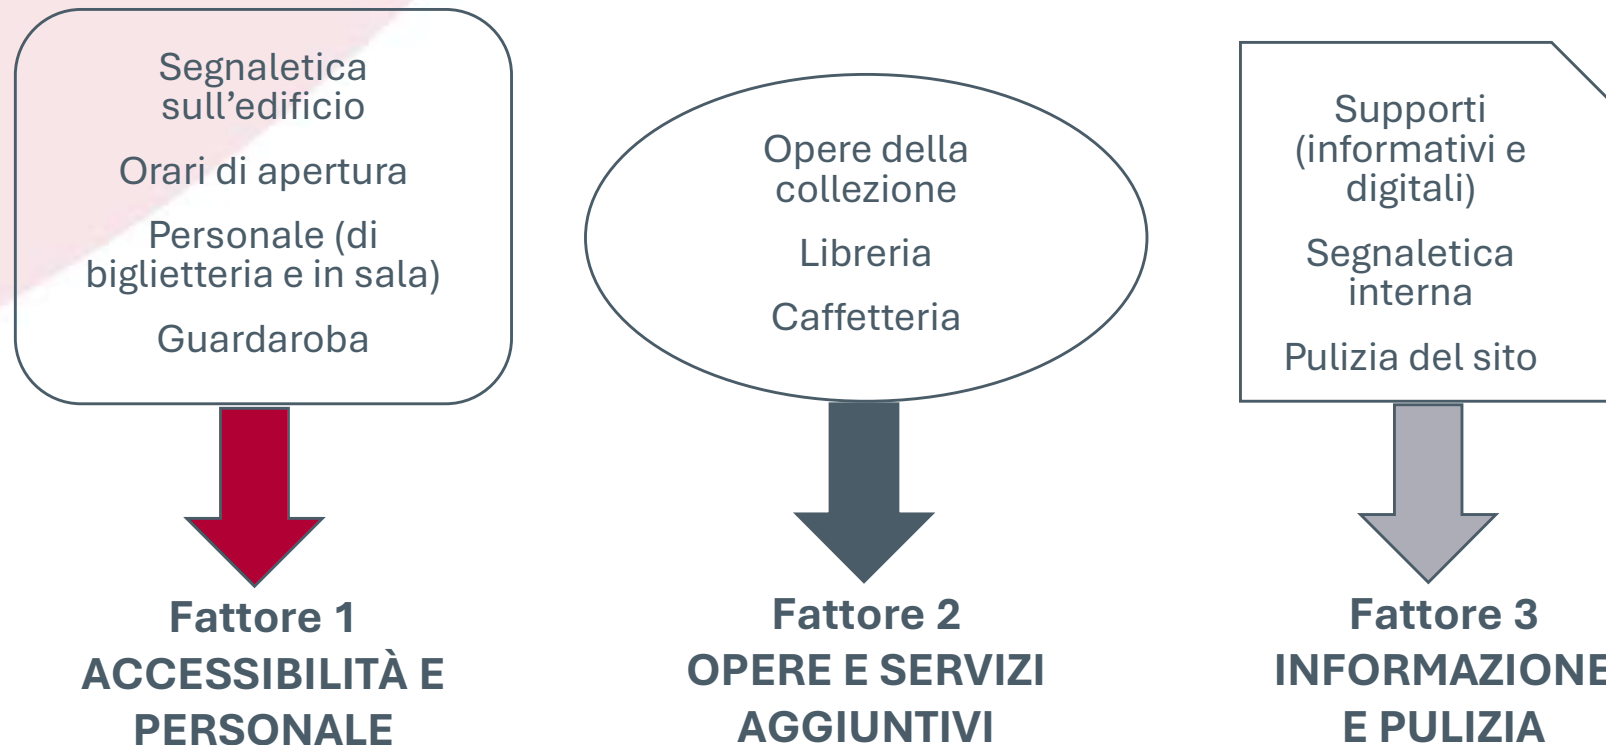 Segnaletica
sull’edificio
Orari di apertura
Personale (di
biglietteria e in sala)
Guardaroba
Fattore 1
ACCESSIBILITÀ E
PERSONALE
Opere della
collezione
Libreria
Caffetteria
Fattore 2
OPERE E SERVIZI
AGGIUNTIVI
Supporti
(informativi e
digitali)
Segnaletica
interna
Pulizia del sito
Fattore 3
INFORMAZIONE
E PULIZIA